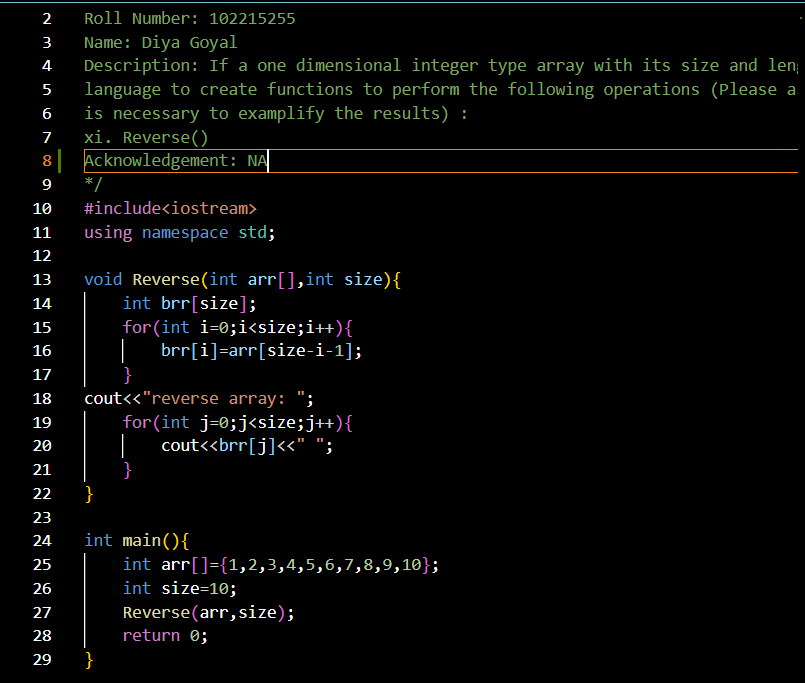 2 Roll Number: 102215255
3 Name: Diya Goyal
4 Description: If a one dimensional integer type array with its size and
5 language to create functions to perform the following operations (Please a
6 is necessary to examplify the results) :
7 xi. Reverse()
8 Acknowledgement: NA
9 */
10 #include<iostream>
11 using namespace std;
12
13 void Reverse(int arr[],int size){
14 int brr[size];
15 for(int i=0;i<size;i++){
16 brr[i]=arr[size-i-1];
17 }
18 cout<<"reverse array: ";
19 for(int j=0;j<size;j++){
20 cout<<brr[j]<<" ";
21 }
22 }
23
24 int main(){
25 int arr[]={1,2,3,4,5,6,7,8,9,10};
26 int size=10;
27 Reverse(arr,size);
28 return 0;
29 }